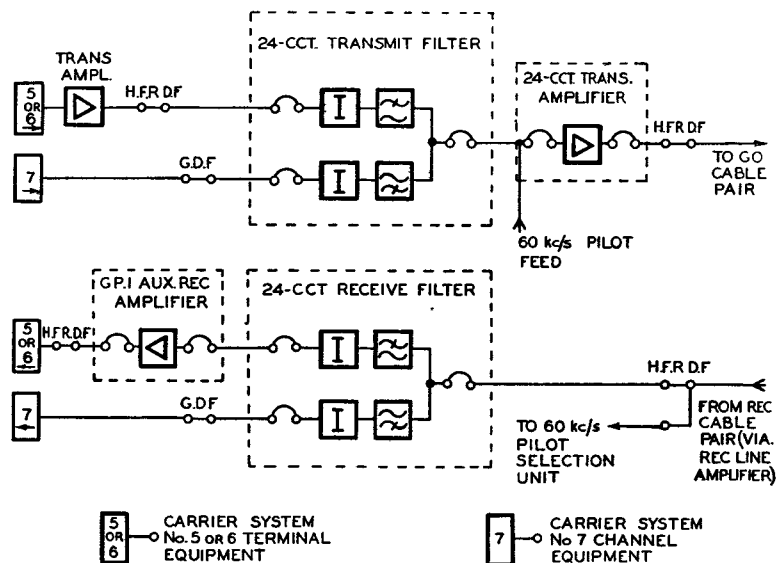 24-CCT. TRANSMIT FILTER
TRANS
AMPL.
5
OR
6
H.F.R D.F
I
24-CCT. TRANS.
AMPLIFIER
H.F.R D.F
TO GO
CABLE
PAIR
7
G.D.F
I
60 kc/s PILOT
FEED
G.P.I AUX. REC
AMPLIFIER
24-CCT RECEIVE FILTER
5
OR
6
H.F.R D.F
I
H.F.R D.F
7
G.D.F
I
TO 60 kc/s
PILOT
SELECTION
UNIT
FROM REC
CABLE
PAIR (VIA.
REC LINE
AMPLIFIER)
5
OR
6
CARRIER SYSTEM
No. 5 OR 6 TERMINAL
EQUIPMENT
7
CARRIER SYSTEM
No 7 CHANNEL
EQUIPMENT